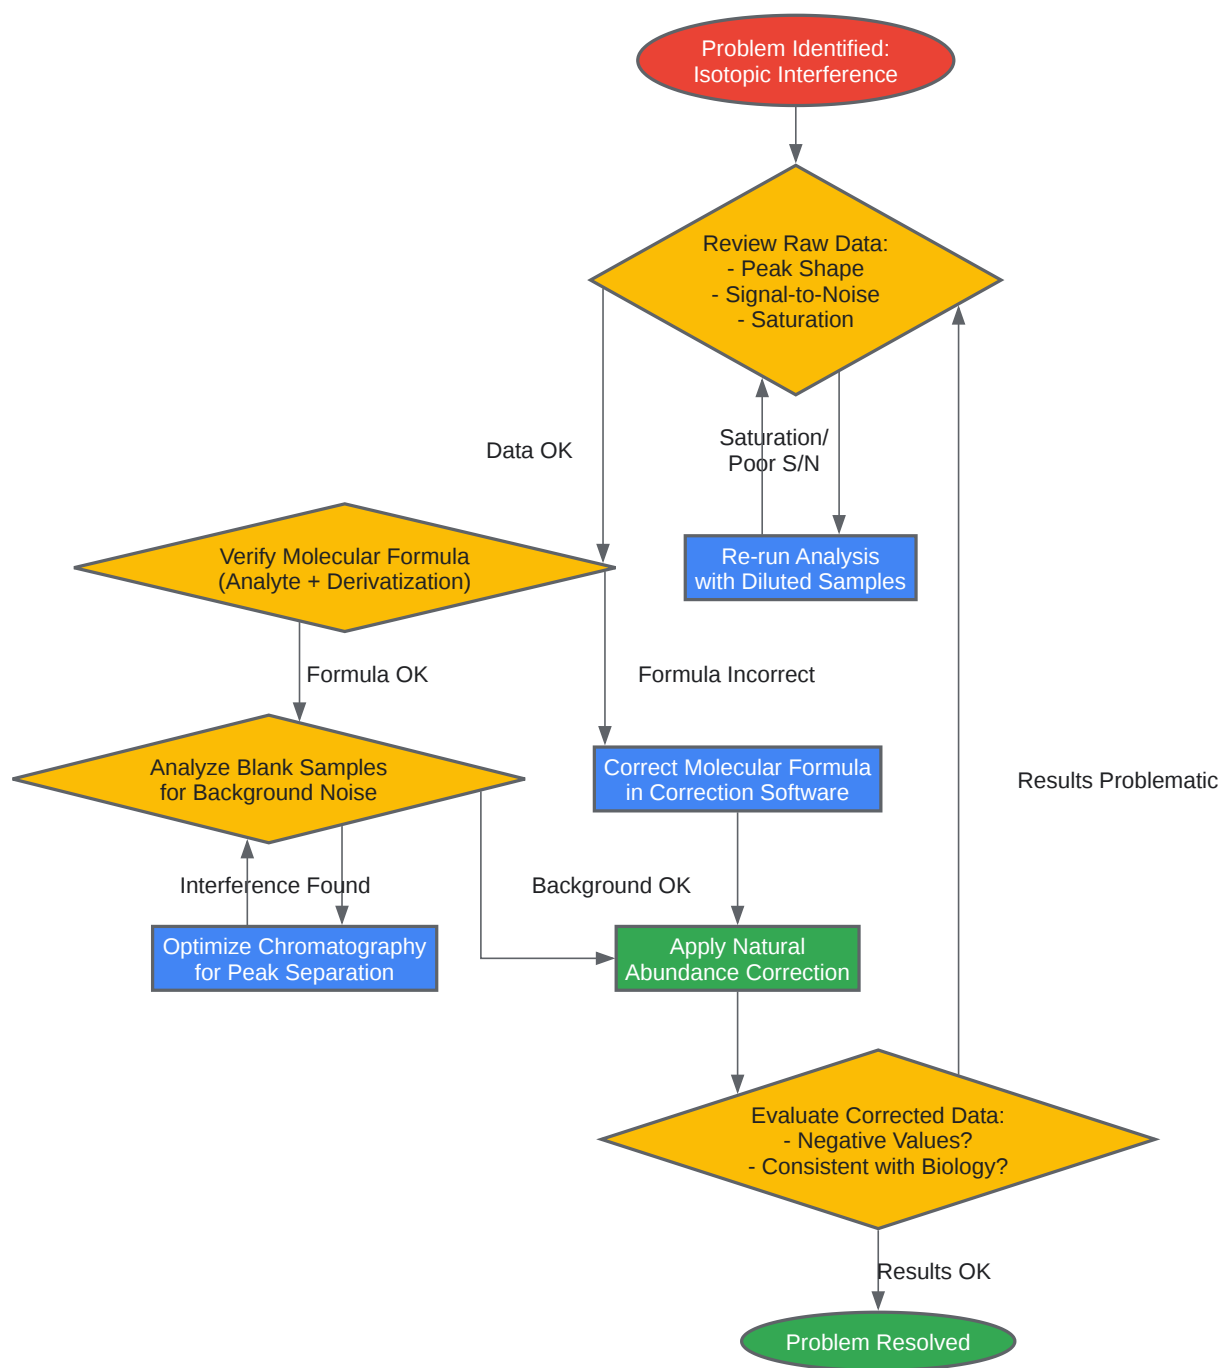 Problem Identified:
Isotopic Interference
Review Raw Data:
- Peak Shape
- Signal-to-Noise
- Saturation
Data OK
Saturation/
Poor S/N
Verify Molecular Formula
(Analyte + Derivatization)
Re-run Analysis
with Diluted Samples
Formula OK
Formula Incorrect
Analyze Blank Samples
for Background Noise
Correct Molecular Formula
in Correction Software
Results Problematic
Interference Found
Background OK
Optimize Chromatography
for Peak Separation
Apply Natural
Abundance Correction
Evaluate Corrected Data:
- Negative Values?
- Consistent with Biology?
Results OK
Problem Resolved